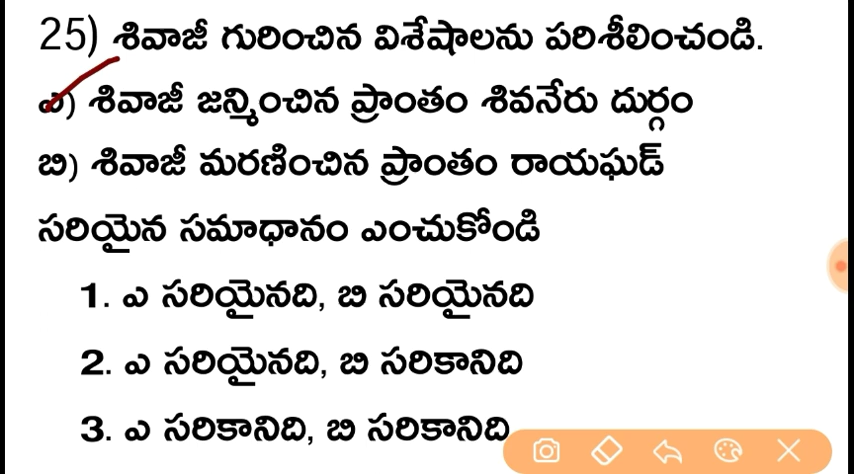 25) శివాజీ గురించిన విశేషాలను పరిశీలించండి.
ఎ) శివాజీ జన్మించిన ప్రాంతం శివనేరు దుర్గం
బి) శివాజీ మరణించిన ప్రాంతం రాయఘడ్
సరియైన సమాధానం ఎంచుకోండి
1. ఎ సరియైనది, బి సరియైనది
2. ఎ సరియైనది, బి సరికానిది
3. ఎ సరికానిది, బి సరికానిది